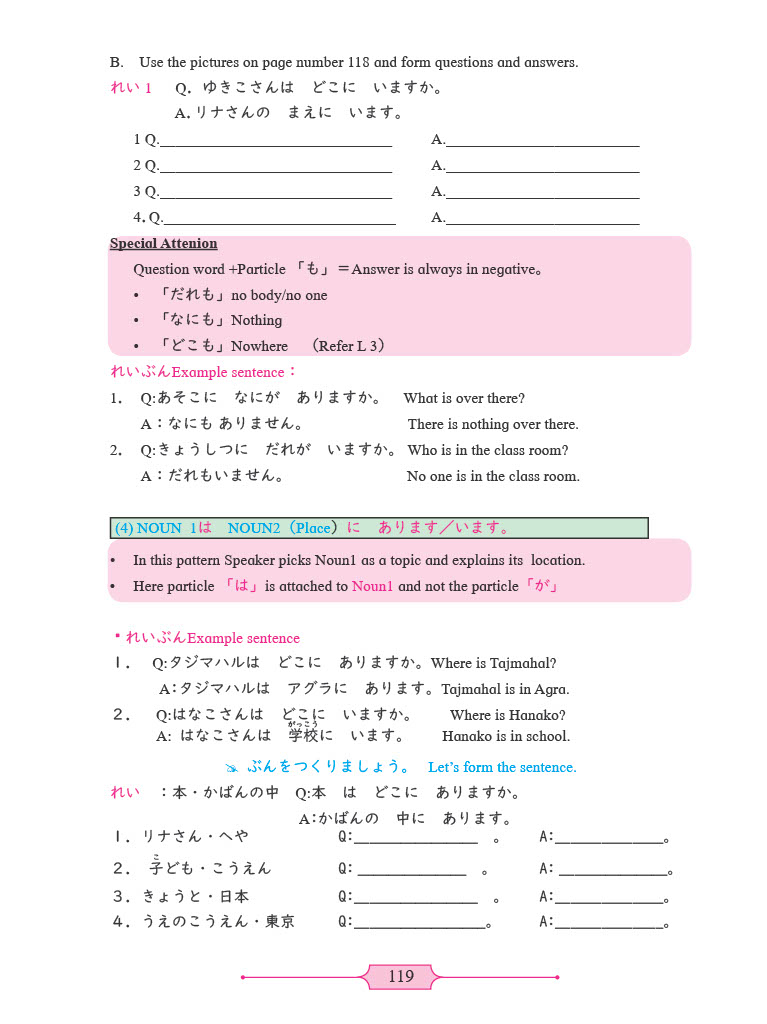 B. Use the pictures on page number 118 and form questions and answers.
れい 1 Q. ゆきこさんは　どこに　いますか。
A. リナさんの　まえに　います。
1 Q.______________________________ A._________________________
2 Q.______________________________ A._________________________
3 Q.______________________________ A._________________________
4. Q.______________________________ A._________________________
Special Attenion
Question word +Particle 「も」＝Answer is always in negative。
• 「だれも」no body/no one
• 「なにも」Nothing
• 「どこも」Nowhere （Refer L 3）
れいぶんExample sentence：
1. Q:あそこに　なにが　ありますか。 What is over there?
A：なにも ありません。 There is nothing over there.
2. Q:きょうしつに　だれが　いますか。 Who is in the class room?
A：だれもいません。 No one is in the class room.
(4) NOUN 1は　NOUN2（Place）に　あります／います。
• In this pattern Speaker picks Noun1 as a topic and explains its location.
• Here particle 「は」is attached to Noun1 and not the particle「が」
▪れいぶんExample sentence
１. Q:タジマハルは　どこに　ありますか。Where is Tajmahal?
A:タジマハルは　アグラに　あります。Tajmahal is in Agra.
２. Q:はなこさんは　どこに　いますか。 Where is Hanako?
がっこう
A: はなこさんは　学校に　います。 Hanako is in school.
ぶんをつくりましょう。 Let’s form the sentence.
れい ：本・かばんの中 Q:本　は　どこに　ありますか。
A:かばんの　中に　あります。
１. リナさん・へや Q:________________ 。 A:______________。
こ
２. 子ども・こうえん Q: ______________ 。 A: ______________。
３. きょうと・日本 Q:________________ 。 A:______________。
４. うえのこうえん・東京 Q:_________________。 A:______________。
119